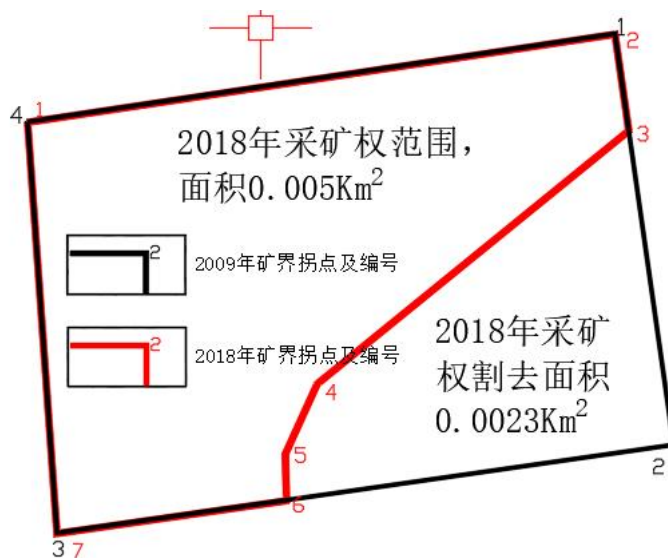 1
2
4
1
3
2018年采矿权范围，
面积0.005Km²
2
2009年矿界拐点及编号
2
2018年矿界拐点及编号
2018年采矿
权割去面积
0.0023Km²
4
5
2
6
3
7